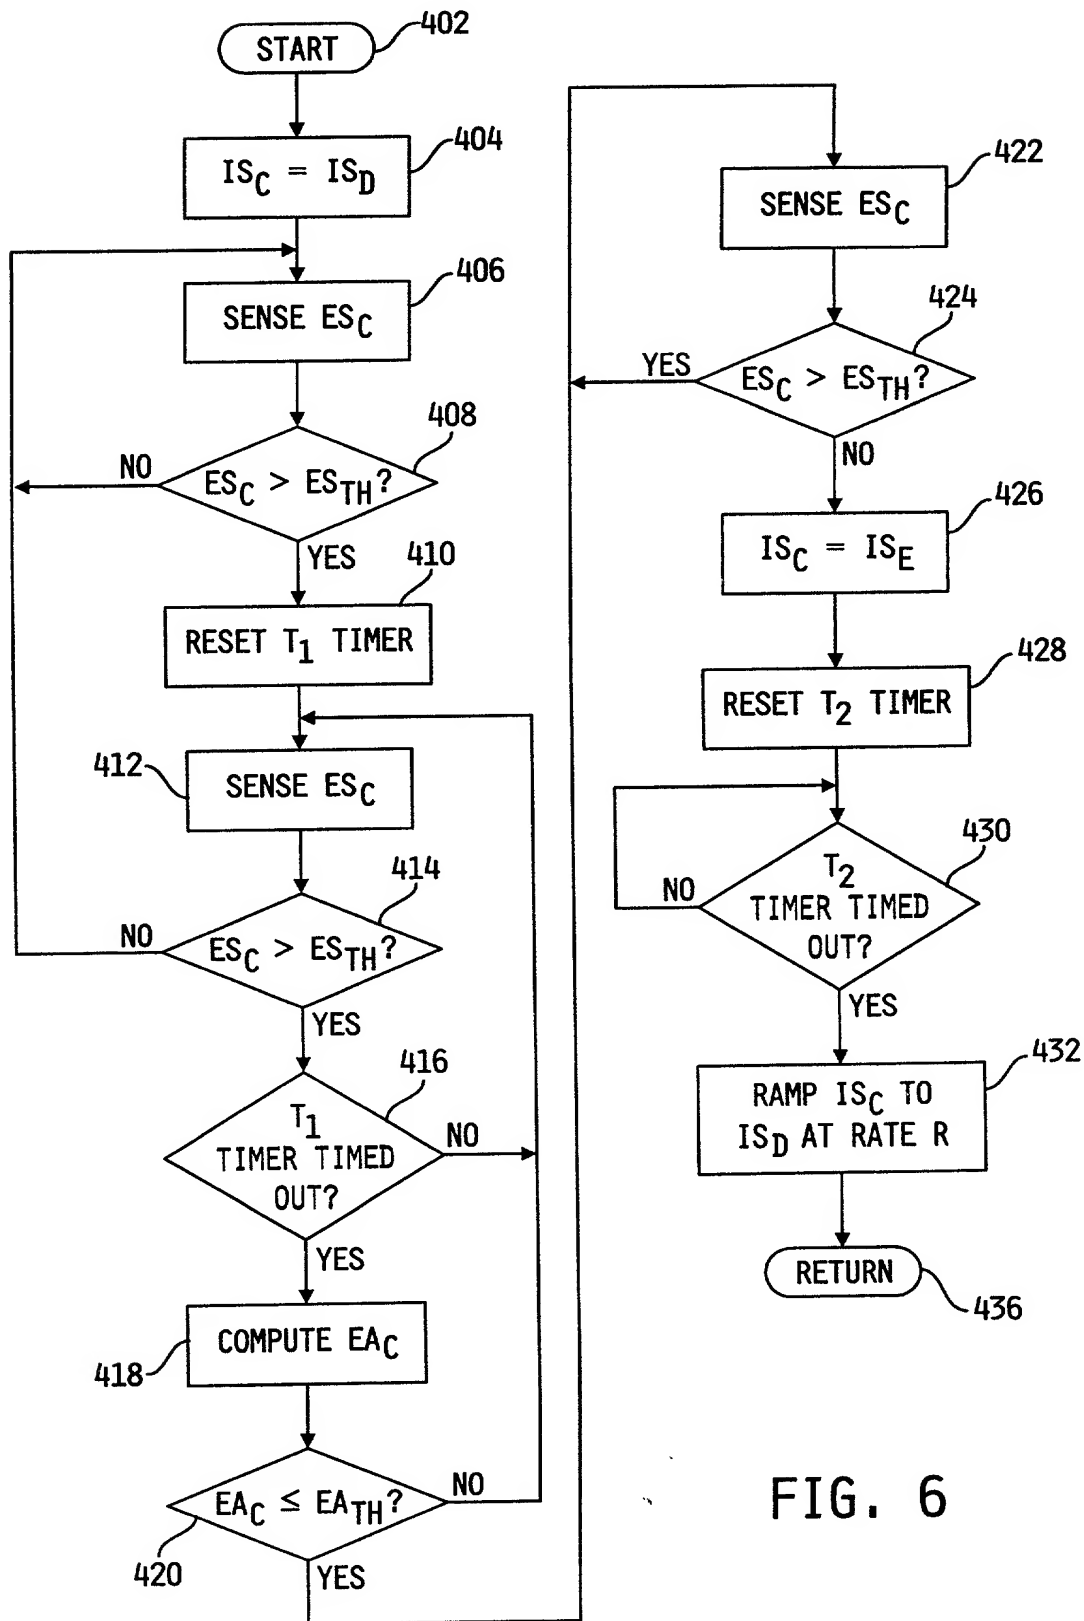 START
402
IS_C = IS_D
404
SENSE ES_C
406
ES_C > ES_TH?
408
NO
YES
RESET T_1 TIMER
410
SENSE ES_C
412
ES_C > ES_TH?
414
NO
YES
T_1
TIMER TIMED
OUT?
416
NO
YES
COMPUTE EA_C
418
EA_C ≤ EA_TH?
420
NO
YES
SENSE ES_C
422
ES_C > ES_TH?
424
YES
NO
IS_C = IS_E
426
RESET T_2 TIMER
428
T_2
TIMER TIMED
OUT?
430
NO
YES
RAMP IS_C TO
IS_D AT RATE R
432
RETURN
436
FIG. 6